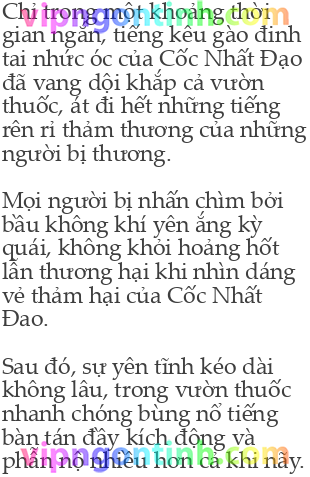 Chỉ trong một khoảng thời
gian ngắn, tiếng kêu gào đinh
tai nhức óc của Cốc Nhất Đạo
đã vang dội khắp cả vườn
thuốc, át đi hết những tiếng
rên rỉ thảm thương của những
người bị thương.
Mọi người bị nhấn chìm bởi
bầu không khí yên ắng kỳ
quái, không khỏi hoảng hốt
lẫn thương hại khi nhìn dáng
vẻ thảm hại của Cốc Nhất
Đao.
Sau đó, sự yên tĩnh kéo dài
không lâu, trong vườn thuốc
nhanh chóng bùng nổ tiếng
bàn tán đầy kích động và
phẫn nộ nhiều hơn cả khi nãy.
vipngontinh.com
vipngontinh.com